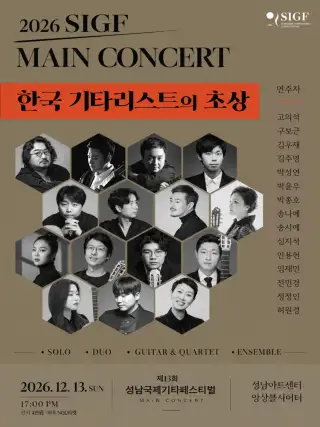 2026 SIGF
MAIN CONCERT
SIGF
한국 기타리스트의 초상
연주자
고의석
구보근
김우재
김주영
박상연
박윤우
박종호
송나예
송시예
심지석
안용헌
임재민
전민강
정정민
허원경
• SOLO • DUO • GUITAR & QUARTET • ENSEMBLE
2026. 12. 13. SUN
17:00 PM
제13회
성남국제기타페스티벌
MAIN CONCERT
성남아트센터
앙상블시어터